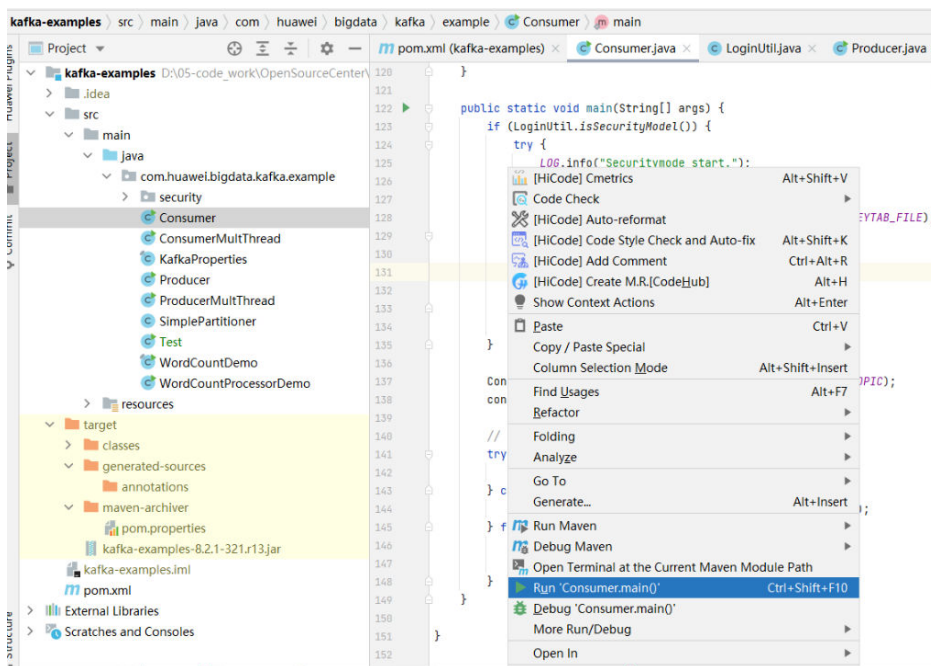 kafka-examples src main java com huawei bigdata kafka example Consumer main
Project
pom.xml (kafka-examples) Consumer.java LoginUtil.java Producer.java
kafka-examples D:\05-code_work\OpenSourceCenter\
.idea
src
main
java
com.huawei.bigdata.kafka.example
security
Consumer
ConsumerMultThread
KafkaProperties
Producer
ProducerMultThread
SimplePartitioner
Test
WordCountDemo
WordCountProcessorDemo
resources
target
classes
generated-sources
annotations
maven-archiver
pom.properties
kafka-examples-8.2.1-321.r13.jar
kafka-examples.iml
pom.xml
External Libraries
Scratches and Consoles
Project
Commit
120 }
121
122 public static void main(String[] args) {
123 if (LoginUtil.isSecurityModel()) {
124 try {
125 LOG.info("Securitymode start.");
126
127
128 EYTAB_FILE)
129
130
131
132
133
134
135 }
136
137 Con OPIC);
138 con
139
140 //
141 try
142
143 } c
144 );
145 } f
146
147
148 }
149 }
150
151 }
152
[HiCode] Cmetrics Alt+Shift+V
Code Check
[HiCode] Auto-reformat
[HiCode] Code Style Check and Auto-fix Alt+Shift+K
[HiCode] Add Comment Ctrl+Alt+R
[HiCode] Create M.R.[CodeHub] Alt+H
Show Context Actions Alt+Enter
Paste Ctrl+V
Copy / Paste Special
Column Selection Mode Alt+Shift+Insert
Find Usages Alt+F7
Refactor
Folding
Analyze
Go To
Generate... Alt+Insert
Run Maven
Debug Maven
Open Terminal at the Current Maven Module Path
Run 'Consumer.main()' Ctrl+Shift+F10
Debug 'Consumer.main()'
More Run/Debug
Open In